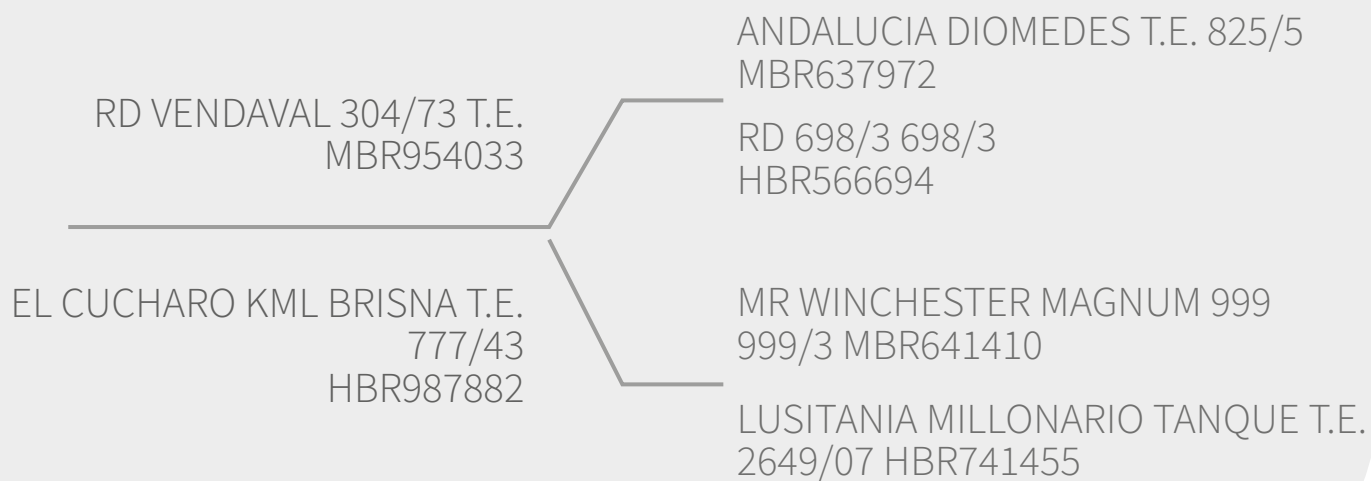 RD VENDAVAL 304/73 T.E.
MBR954033
EL CUCHARO KML BRISNA T.E.
777/43
HBR987882
ANDALUCIA DIOMEDES T.E. 825/5
MBR637972
RD 698/3 698/3
HBR566694
MR WINCHESTER MAGNUM 999
999/3 MBR641410
LUSITANIA MILLONARIO TANQUE T.E.
2649/07 HBR741455